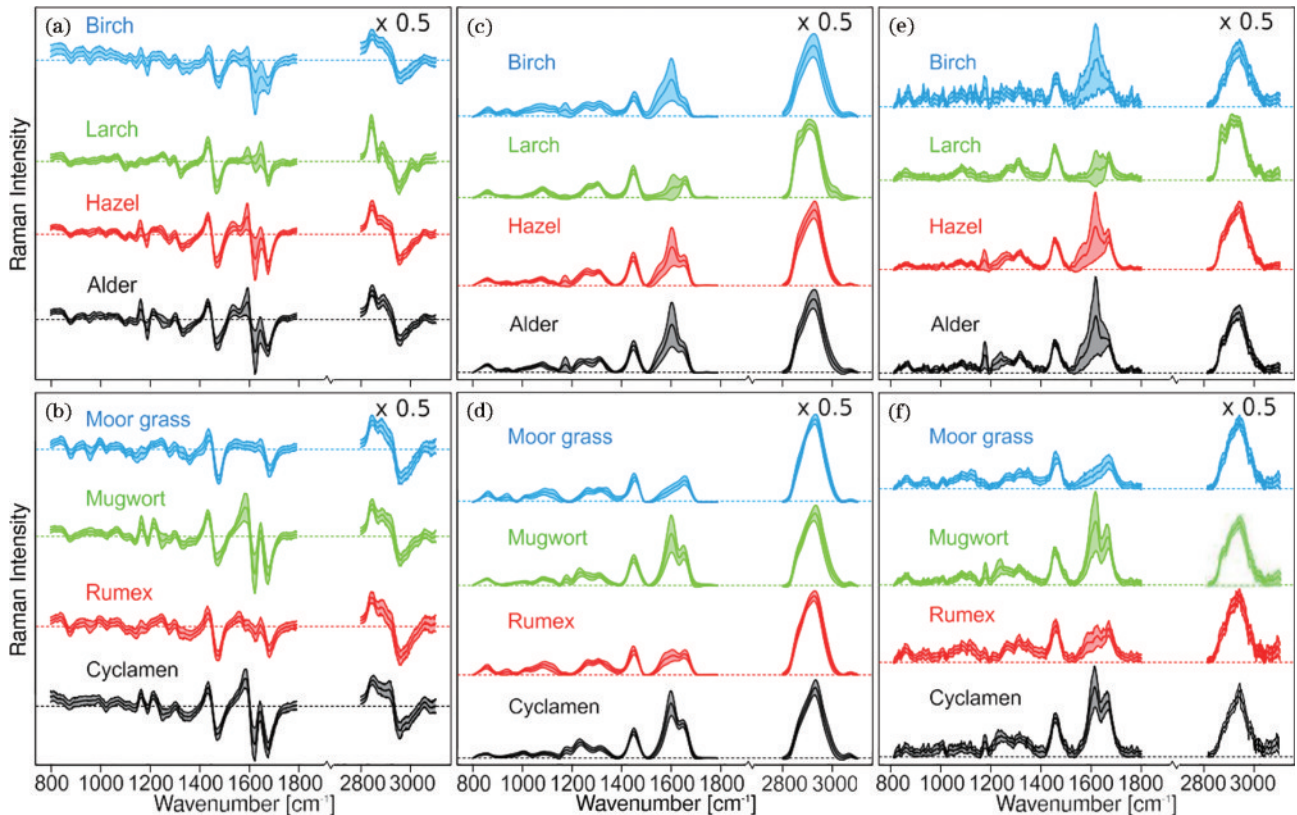 (a) x 0.5
Birch
Larch
Hazel
Alder
Raman Intensity
(c) x 0.5
Birch
Larch
Hazel
Alder
(e) x 0.5
Birch
Larch
Hazel
Alder
(b) x 0.5
Moor grass
Mugwort
Rumex
Cyclamen
Raman Intensity
800 1000 1200 1400 1600 2800 3000
Wavenumber [cm⁻¹]
(d) x 0.5
Moor grass
Mugwort
Rumex
Cyclamen
800 1000 1200 1400 1600 2800 3000
Wavenumber [cm⁻¹]
(f) x 0.5
Moor grass
Mugwort
Rumex
Cyclamen
800 1000 1200 1400 1600 2800 3000
Wavenumber [cm⁻¹]